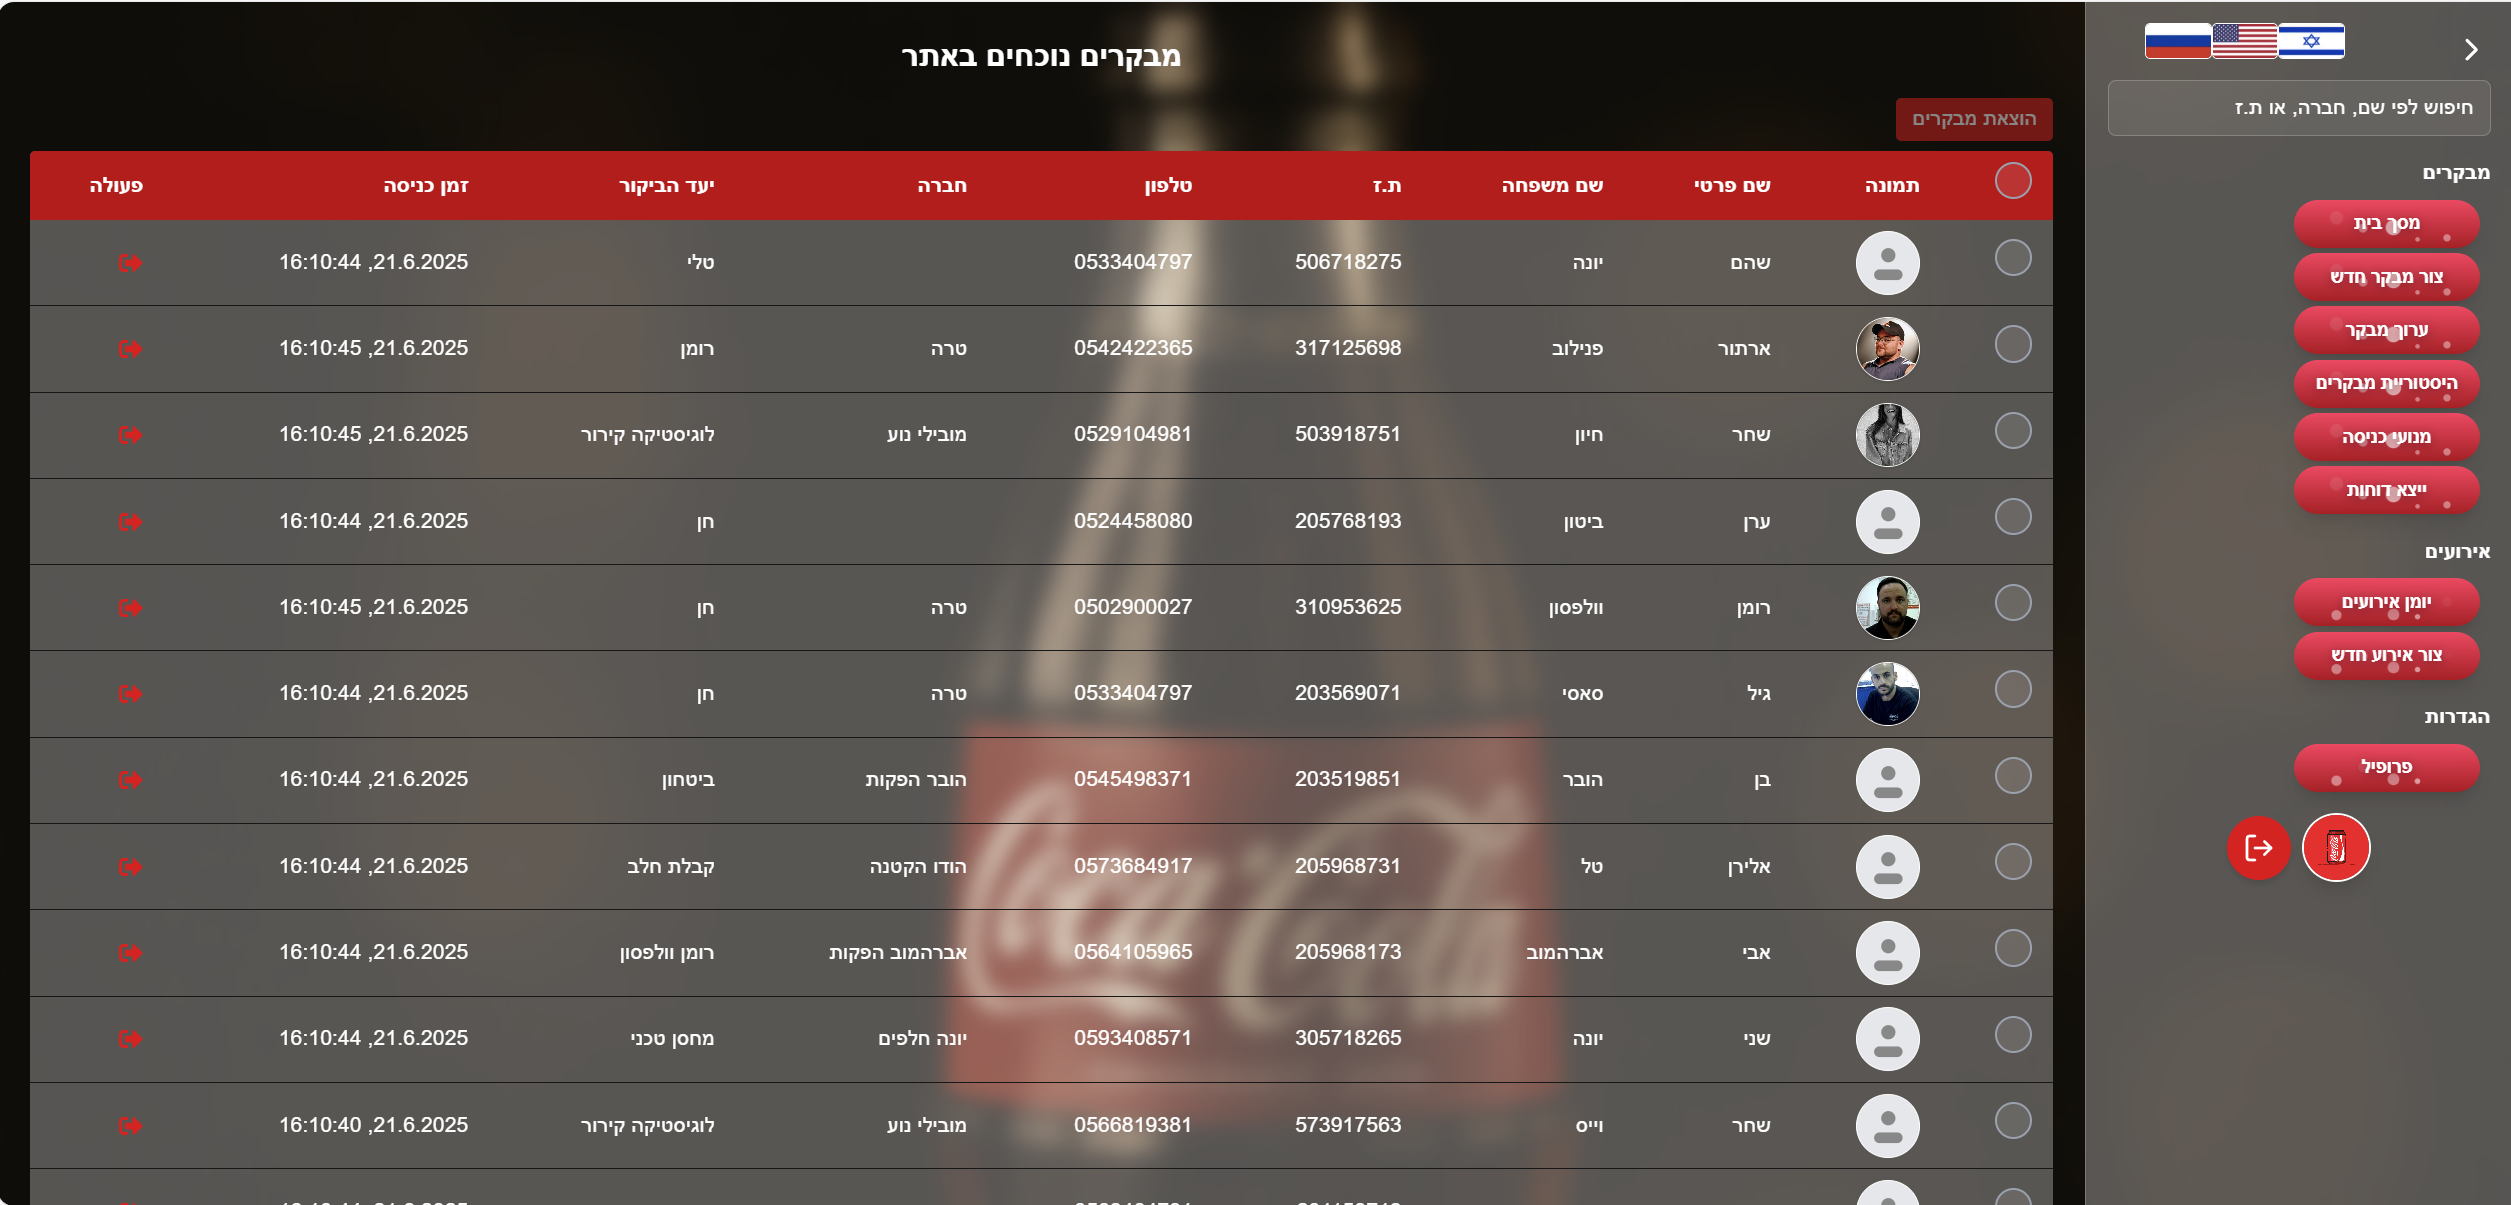 חיפוש לפי שם, חברה, או ת.ז
מבקרים
מסך בית
צור מבקר חדש
ערוך מבקר
היסטוריית מבקרים
מנועי כניסה
ייצא דוחות
אירועים
יומן אירועים
צור אירוע חדש
הגדרות
פרופיל
מבקרים נוכחים באתר
הוצאת מבקרים
תמונה שם פרטי שם משפחה ת.ז טלפון חברה יעד הביקור זמן כניסה פעולה
שהם יונה 506718275 0533404797 טלי 21.6.2025, 16:10:44
ארתור פנילוב 317125698 0542422365 טרה רומן 21.6.2025, 16:10:45
שחר חיון 503918751 0529104981 מובילי נוע לוגיסטיקה קירור 21.6.2025, 16:10:45
ערן ביטון 205768193 0524458080 חן 21.6.2025, 16:10:44
רומן וולפסון 310953625 0502900027 טרה חן 21.6.2025, 16:10:45
גיל סאסי 203569071 0533404797 טרה חן 21.6.2025, 16:10:44
בן הובר 203519851 0545498371 הובר הפקות ביטחון 21.6.2025, 16:10:44
אלירן טל 205968731 0573684917 הודו הקטנה קבלת חלב 21.6.2025, 16:10:44
אבי אברהמוב 205968173 0564105965 אברהמוב הפקות רומן וולפסון 21.6.2025, 16:10:44
שני יונה 305718265 0593408571 יונה חלפים מחסן טכני 21.6.2025, 16:10:44
שחר וייס 573917563 0566819381 מובילי נוע לוגיסטיקה קירור 21.6.2025, 16:10:40
Coca-Cola